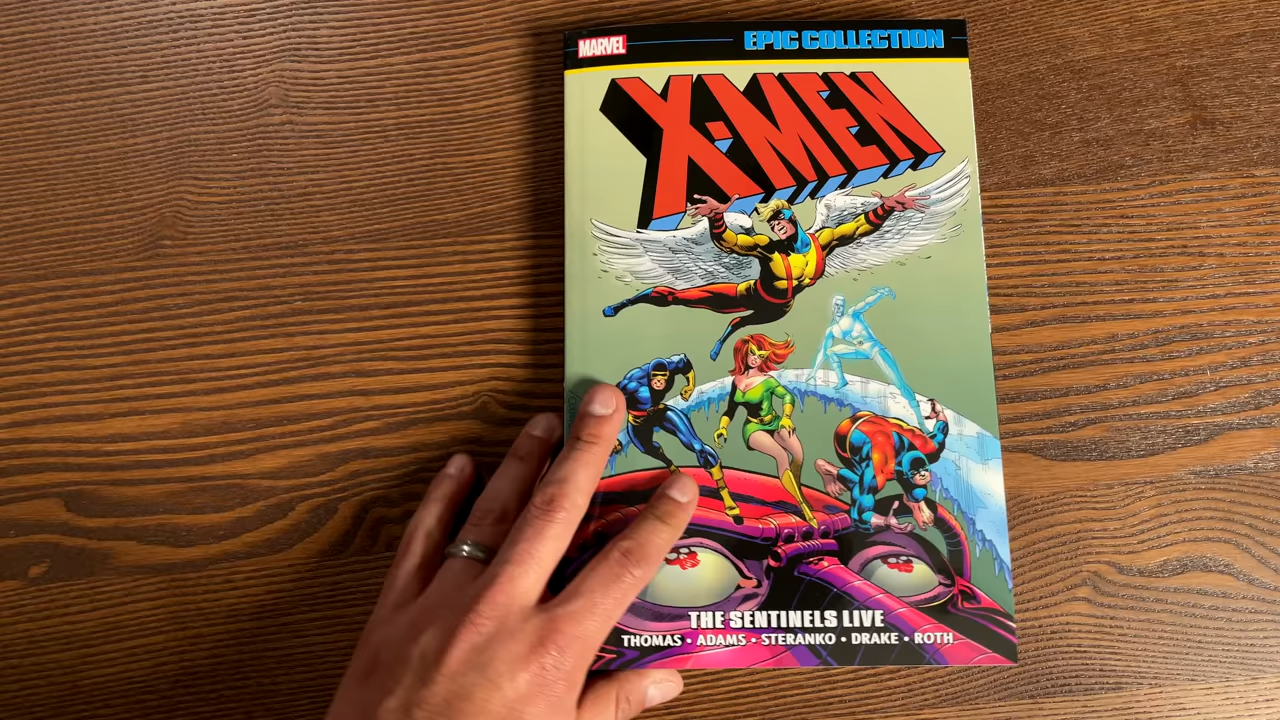 MARVEL
EPIC COLLECTION
X-MEN
THE SENTINELS LIVE
THOMAS • ADAMS • STERANKO • DRAKE • ROTH